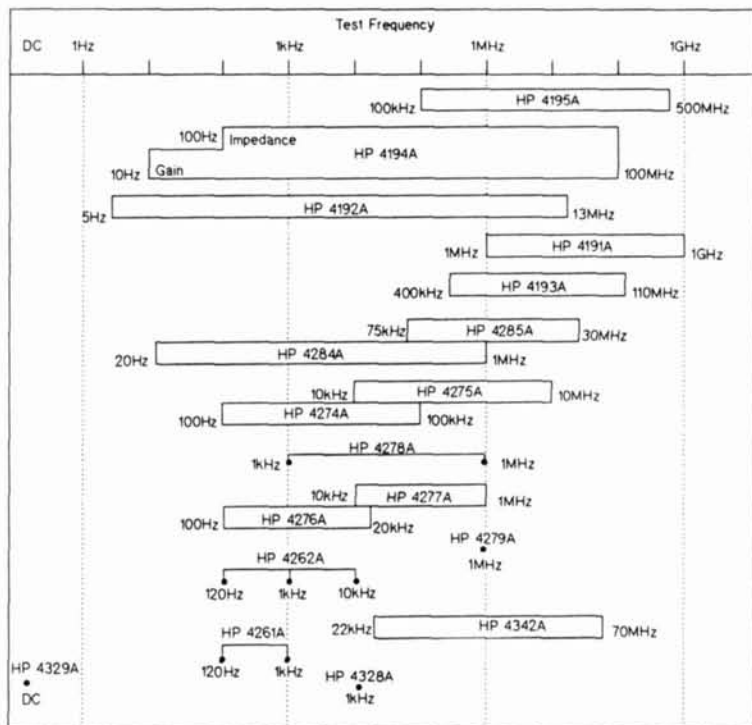 Test Frequency
DC 1Hz 1kHz 1MHz 1GHz
100kHz HP 4195A 500MHz
100Hz Impedance
HP 4194A
10Hz Gain 100MHz
5Hz HP 4192A 13MHz
1MHz HP 4191A 1GHz
400kHz HP 4193A 110MHz
75kHz HP 4285A 30MHz
20Hz HP 4284A 1MHz
10kHz HP 4275A 10MHz
100Hz HP 4274A 100kHz
HP 4278A
1kHz 1MHz
10kHz HP 4277A 1MHz
100Hz HP 4276A 20kHz
HP 4279A
1MHz
HP 4262A
120Hz 1kHz 10kHz
22kHz HP 4342A 70MHz
HP 4261A
120Hz 1kHz
HP 4329A
DC
HP 4328A
1kHz